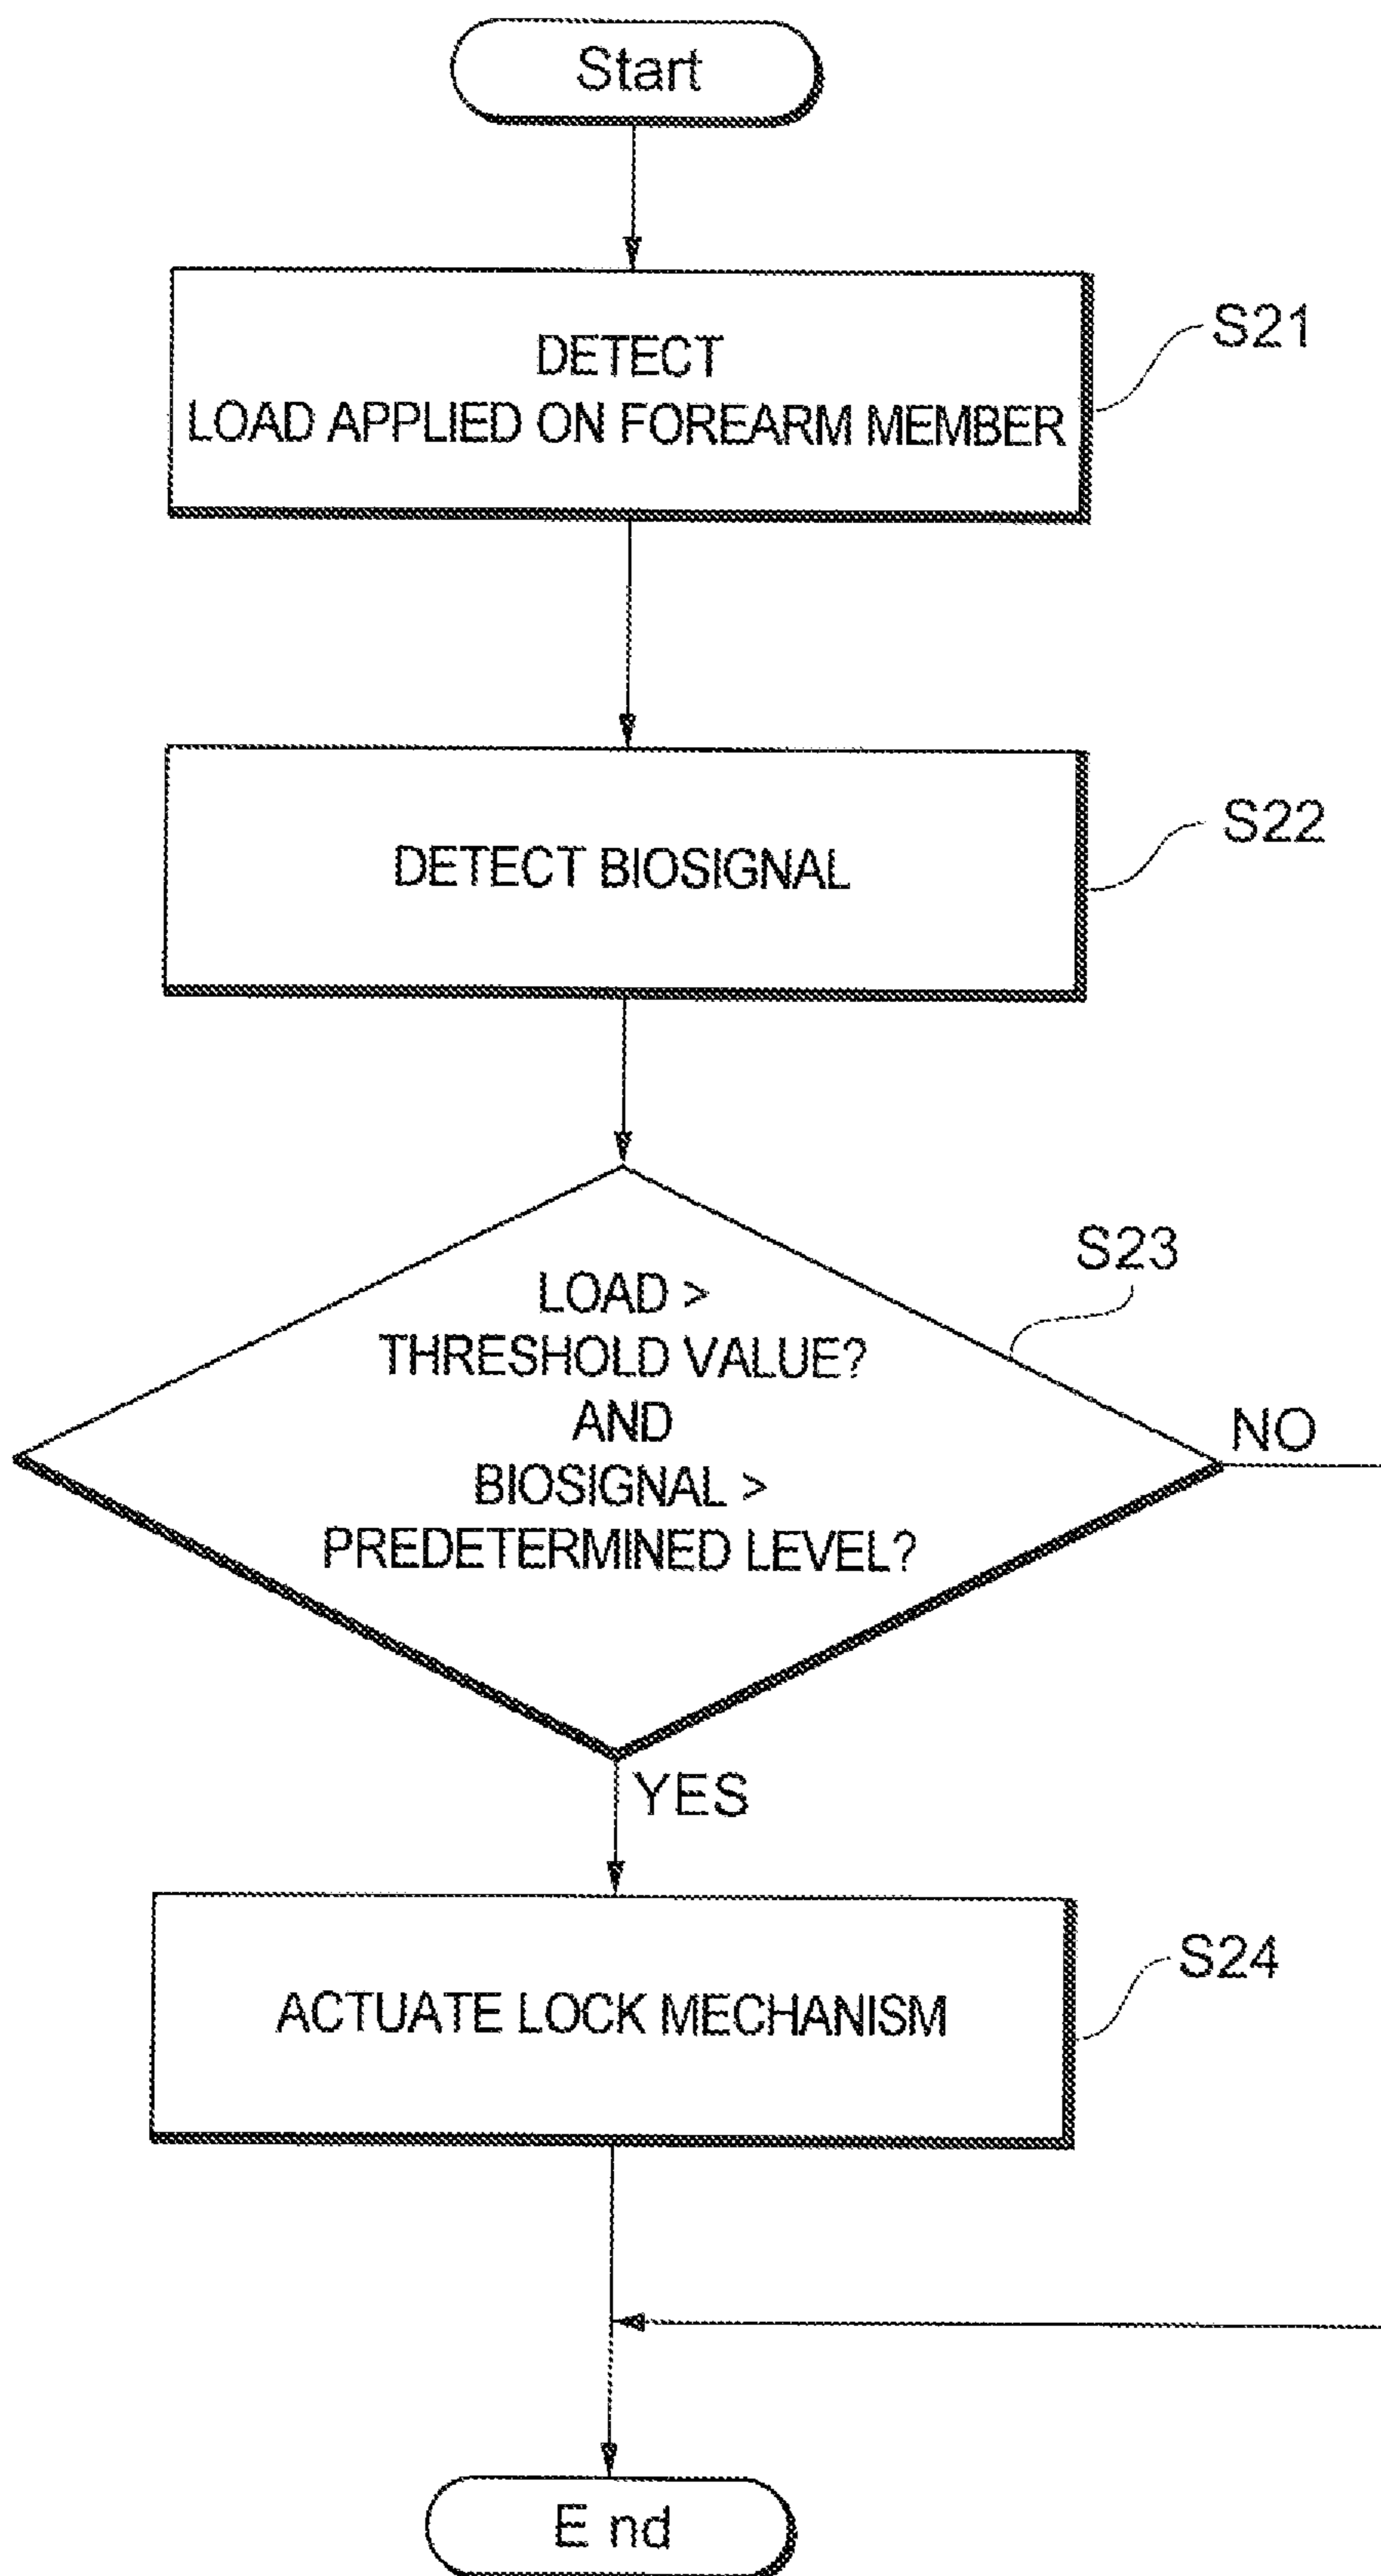 Start
DETECT
LOAD APPLIED ON FOREARM MEMBER
S21
DETECT BIOSIGNAL
S22
LOAD >
THRESHOLD VALUE?
AND
BIOSIGNAL >
PREDETERMINED LEVEL?
S23
NO
YES
ACTUATE LOCK MECHANISM
S24
E nd